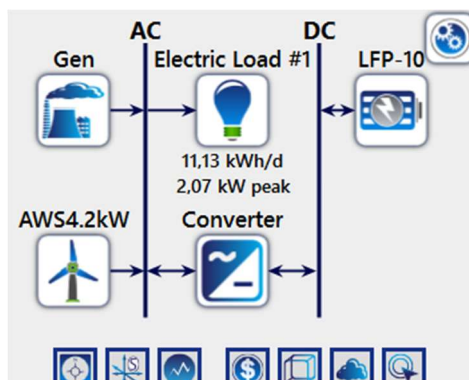 AC DC
Gen Electric Load #1 LFP-10
11,13 kWh/d
2,07 kW peak
AWS4.2kW Converter
S $